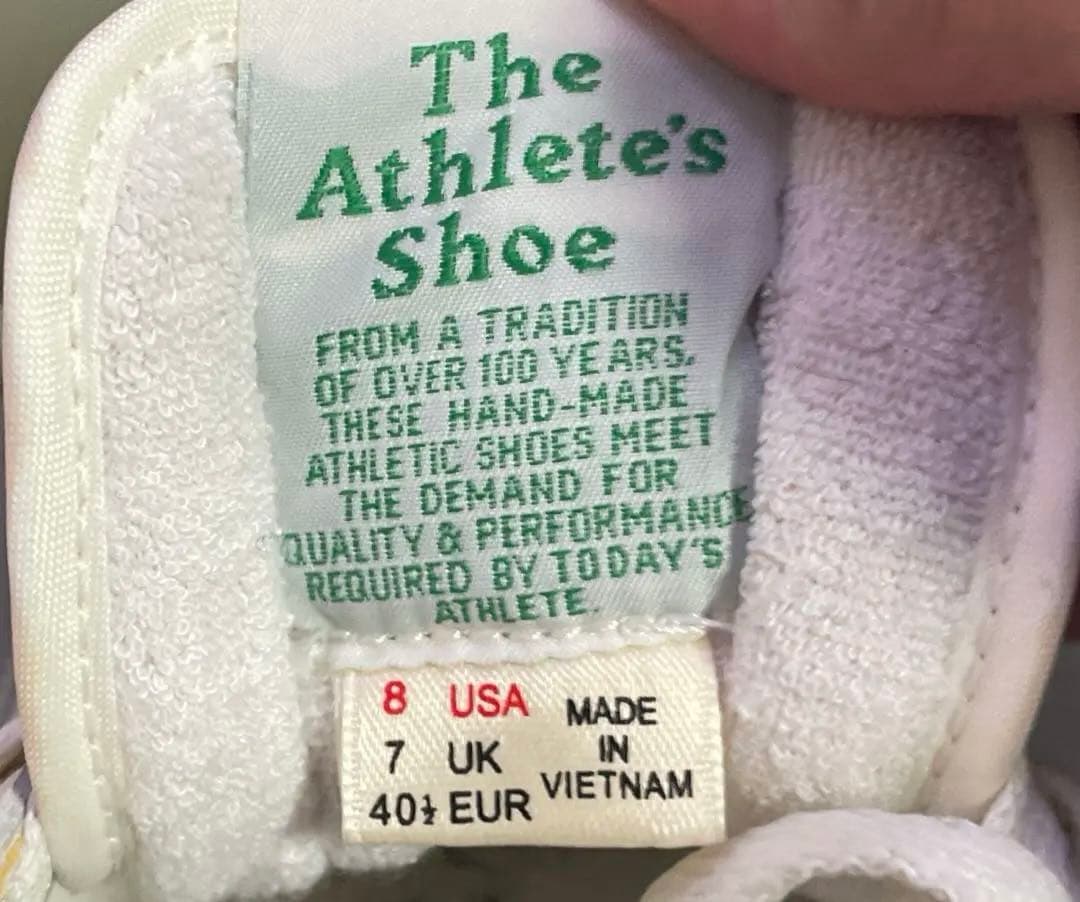 The
Athlete's
Shoe
FROM A TRADITION
OF OVER 100 YEARS,
THESE HAND-MADE
ATHLETIC SHOES MEET
THE DEMAND FOR
QUALITY & PERFORMANCE
REQUIRED BY TODAY'S
ATHLETE.
8 USA
7 UK
40½ EUR
MADE
IN
VIETNAM